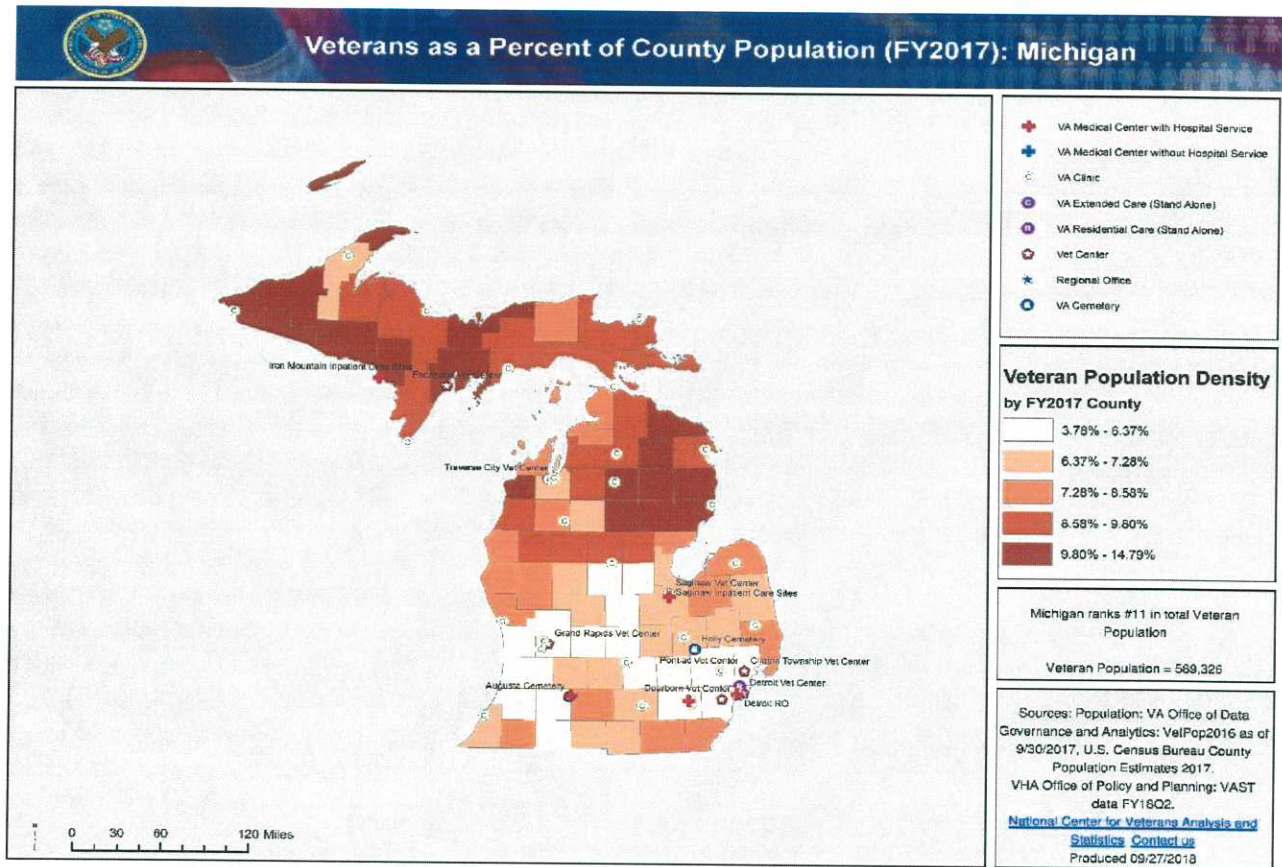 Veterans as a Percent of County Population (FY2017): Michigan
VA Medical Center with Hospital Service
VA Medical Center without Hospital Service
VA Clinic
VA Extended Care (Stand Alone)
VA Residential Care (Stand Alone)
Vet Center
Regional Office
VA Cemetery
Veteran Population Density
by FY2017 County
3.78% - 6.37%
6.37% - 7.28%
7.28% - 8.58%
8.58% - 9.80%
9.80% - 14.79%
Michigan ranks #11 in total Veteran
Population
Veteran Population = 589,326
Sources: Population: VA Office of Data
Governance and Analytics: VetPop2016 as of
9/30/2017, U.S. Census Bureau County
Population Estimates 2017.
VHA Office of Policy and Planning: VAST
data FY18Q2.
National Center for Veterans Analysis and
Statistics Contact us
Produced 09/27/2018
Iron Mountain Inpatient Care Sites
Escanaba Vet Center
Traverse City Vet Center
Saginaw Vet Center
Saginaw Inpatient Care Sites
Grand Rapids Vet Center
Holly Cemetery
Pontiac Vet Center
Clinton Township Vet Center
Augusta Cemetery
Dearborn Vet Center
Detroit Vet Center
Detroit RO
0 30 60 120 Miles